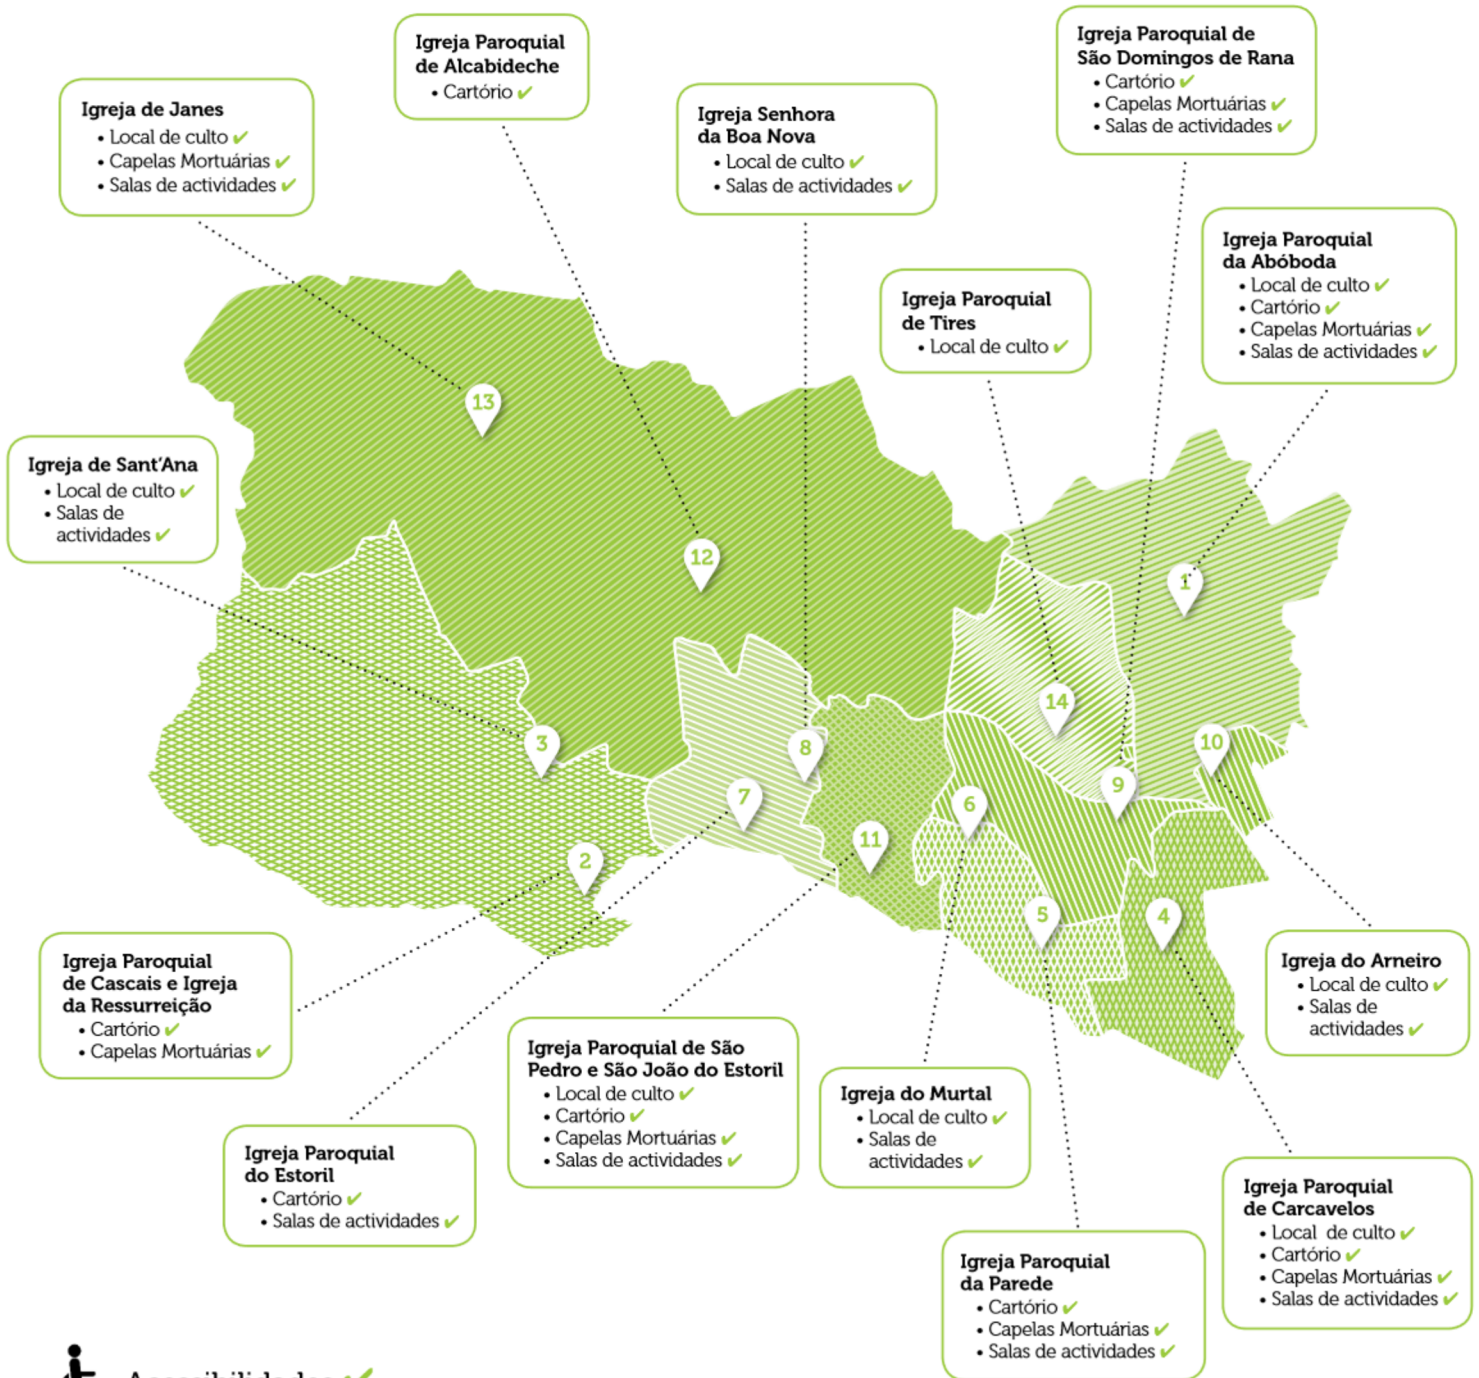 Igreja Paroquial
de Alcabideche
• Cartório ✔
Igreja Paroquial de
São Domingos de Rana
• Cartório ✔
• Capelas Mortuárias ✔
• Salas de actividades ✔
Igreja de Janes
• Local de culto ✔
• Capelas Mortuárias ✔
• Salas de actividades ✔
Igreja Senhora
da Boa Nova
• Local de culto ✔
• Salas de actividades ✔
Igreja Paroquial
da Abóboda
• Local de culto ✔
• Cartório ✔
• Capelas Mortuárias ✔
• Salas de actividades ✔
Igreja Paroquial
de Tires
• Local de culto ✔
Igreja de Sant'Ana
• Local de culto ✔
• Salas de
actividades ✔
13
12
1
14
3
8
10
7
6
9
11
2
5
4
Igreja Paroquial
de Cascais e Igreja
da Ressurreição
• Cartório ✔
• Capelas Mortuárias ✔
Igreja do Arneiro
• Local de culto ✔
• Salas de
actividades ✔
Igreja Paroquial de São
Pedro e São João do Estoril
• Local de culto ✔
• Cartório ✔
• Capelas Mortuárias ✔
• Salas de actividades ✔
Igreja do Murtal
• Local de culto ✔
• Salas de
actividades ✔
Igreja Paroquial
do Estoril
• Cartório ✔
• Salas de actividades ✔
Igreja Paroquial
de Carcavelos
• Local de culto ✔
• Cartório ✔
• Capelas Mortuárias ✔
• Salas de actividades ✔
Igreja Paroquial
da Parede
• Cartório ✔
• Capelas Mortuárias ✔
• Salas de actividades ✔
Acessibilidades ✔